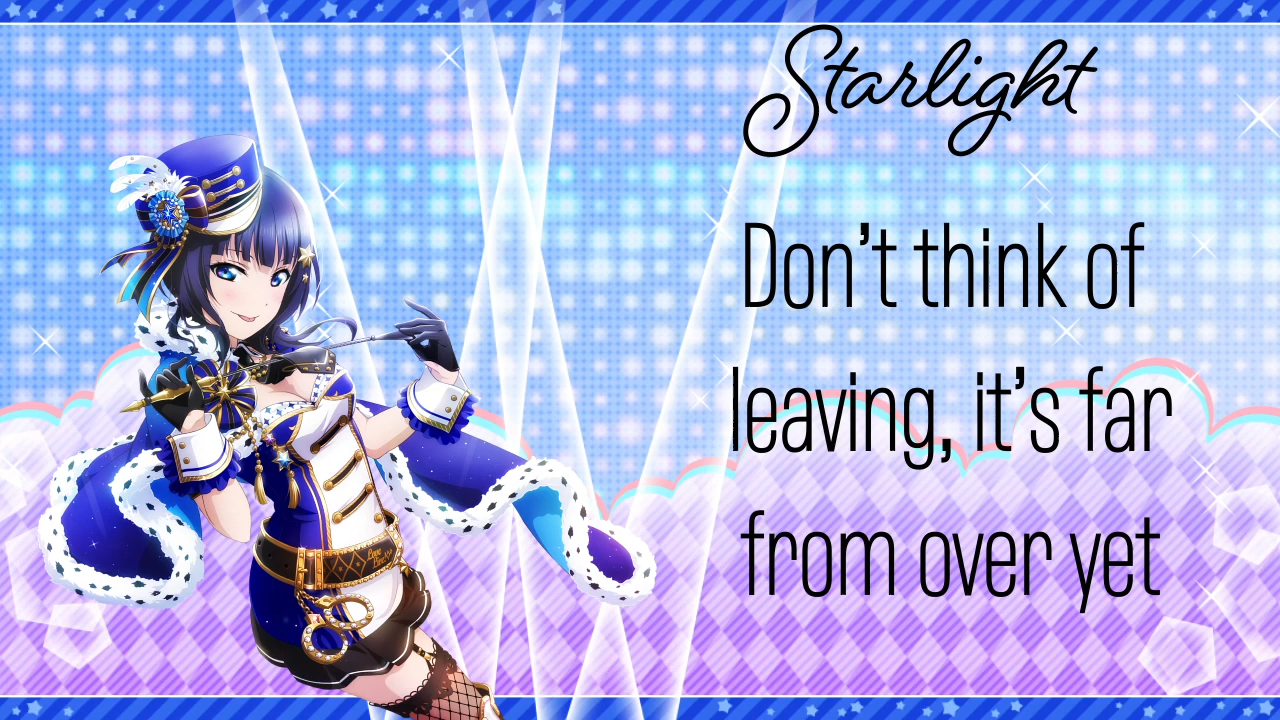 Starlight
Don't think of
leaving, it's far
from over yet